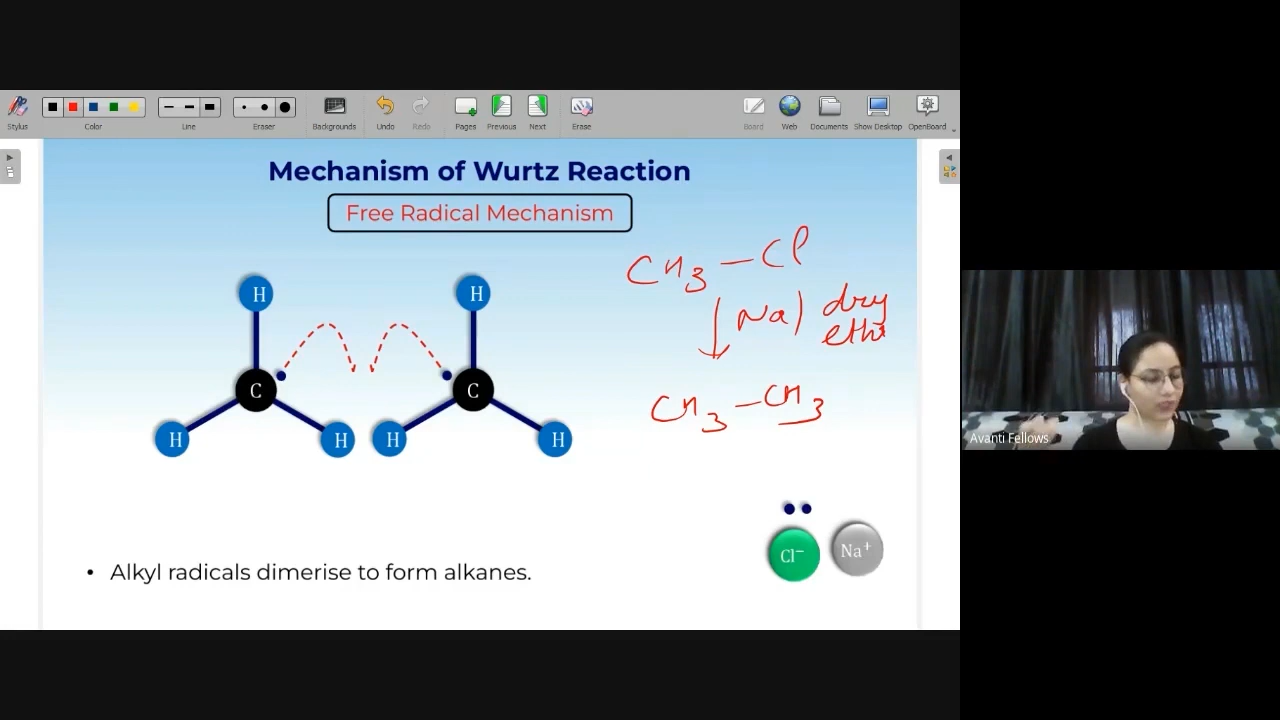 Stylus
Color
Line
Eraser
Backgrounds
Undo
Redo
Pages
Previous
Next
Erase
Board
Web
Documents
Show Desktop
OpenBoard
Mechanism of Wurtz Reaction
Free Radical Mechanism
CH3 — Cl
Na) dry
H
H
C
C
H
H
H
H
CH3 — CH3
Cl⁻
Na⁺
• Alkyl radicals dimerise to form alkanes.
Avanti Fellows